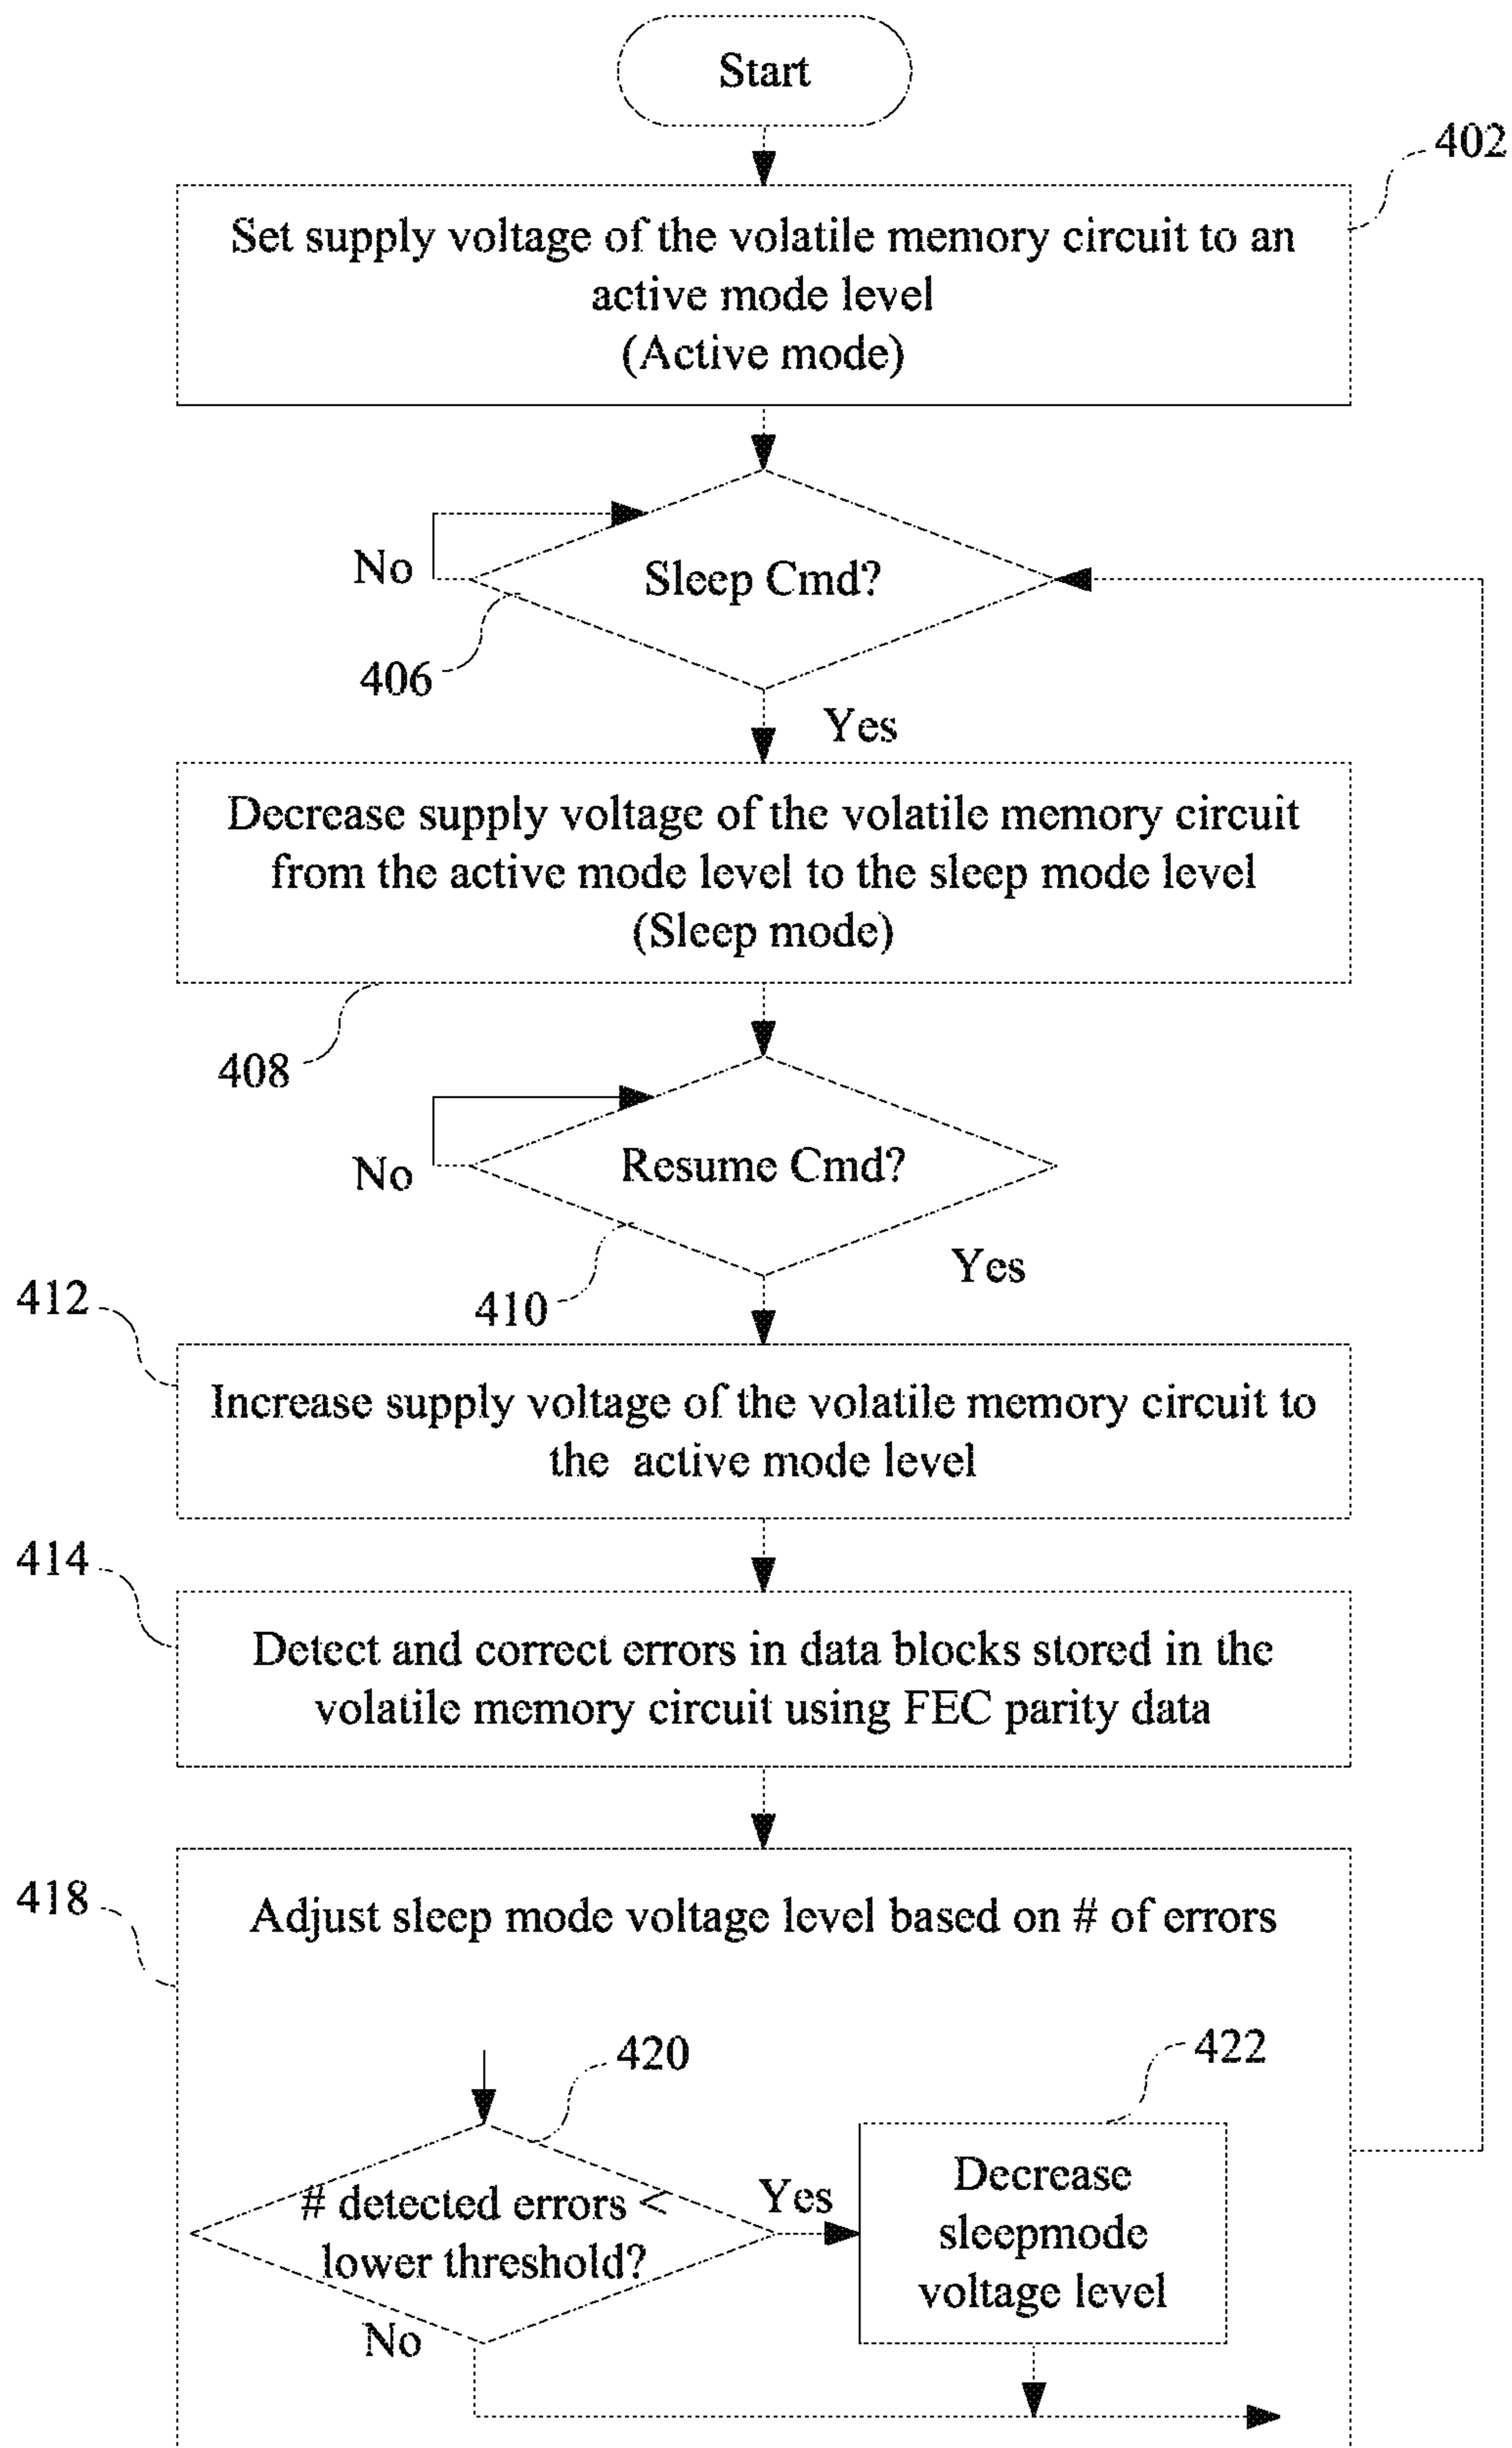 Start
402
Set supply voltage of the volatile memory circuit to an
active mode level
(Active mode)
No
Sleep Cmd?
406
Yes
Decrease supply voltage of the volatile memory circuit
from the active mode level to the sleep mode level
(Sleep mode)
408
No
Resume Cmd?
410
Yes
412
Increase supply voltage of the volatile memory circuit to
the active mode level
414
Detect and correct errors in data blocks stored in the
volatile memory circuit using FEC parity data
418
Adjust sleep mode voltage level based on # of errors
420
422
# detected errors <
lower threshold?
Yes
Decrease
sleepmode
voltage level
No